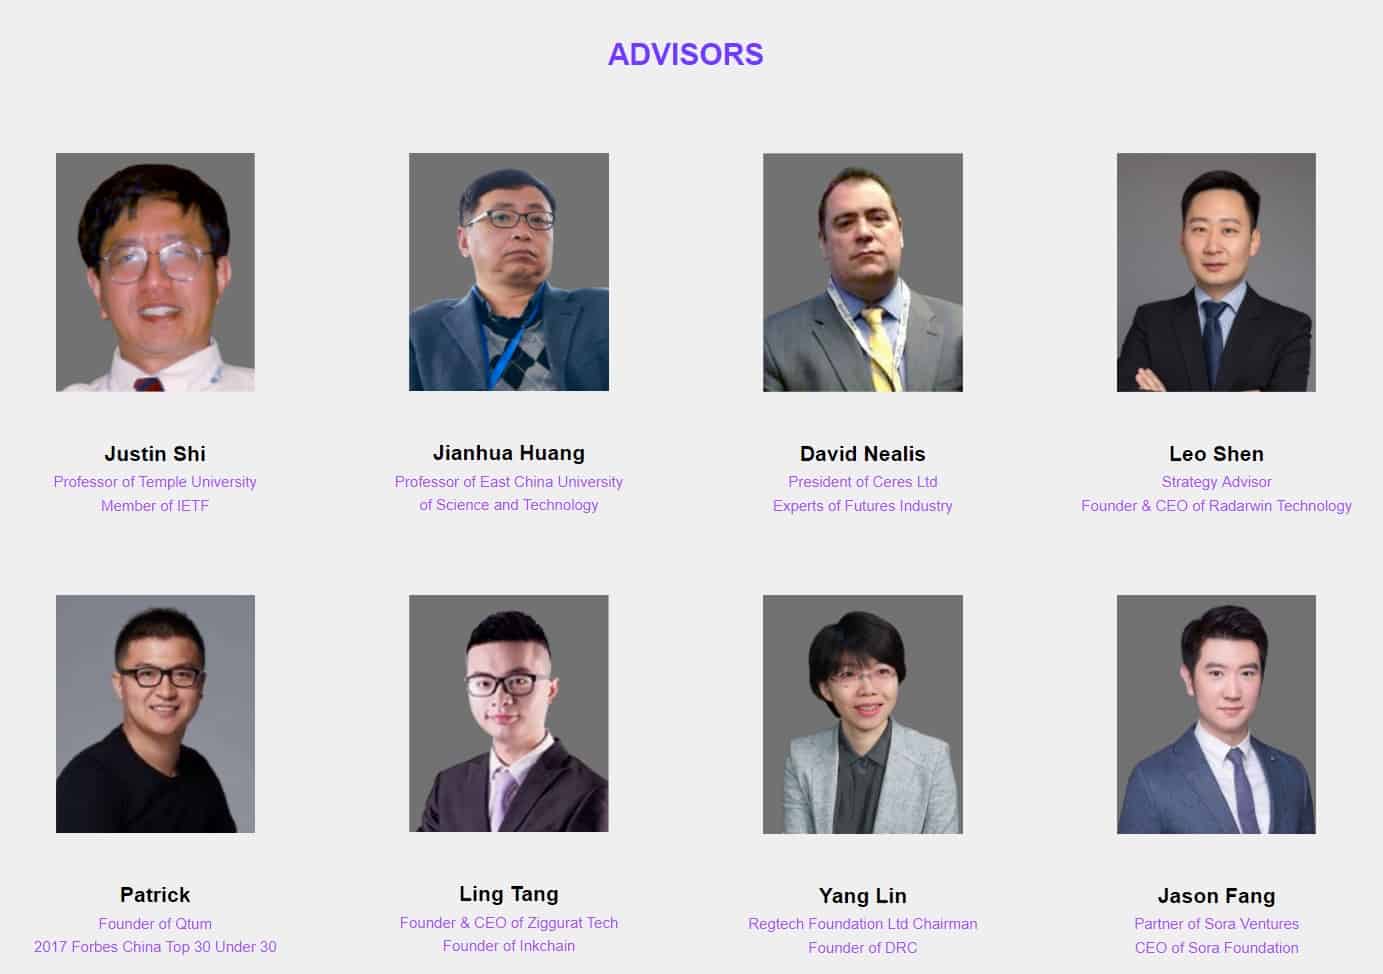 ADVISORS
Justin Shi
Professor of Temple University
Member of IETF
Jianhua Huang
Professor of East China University
of Science and Technology
David Nealis
President of Ceres Ltd
Experts of Futures Industry
Leo Shen
Strategy Advisor
Founder & CEO of Radarwin Technology
Patrick
Founder of Qtum
2017 Forbes China Top 30 Under 30
Ling Tang
Founder & CEO of Ziggurat Tech
Founder of Inkchain
Yang Lin
Regtech Foundation Ltd Chairman
Founder of DRC
Jason Fang
Partner of Sora Ventures
CEO of Sora Foundation